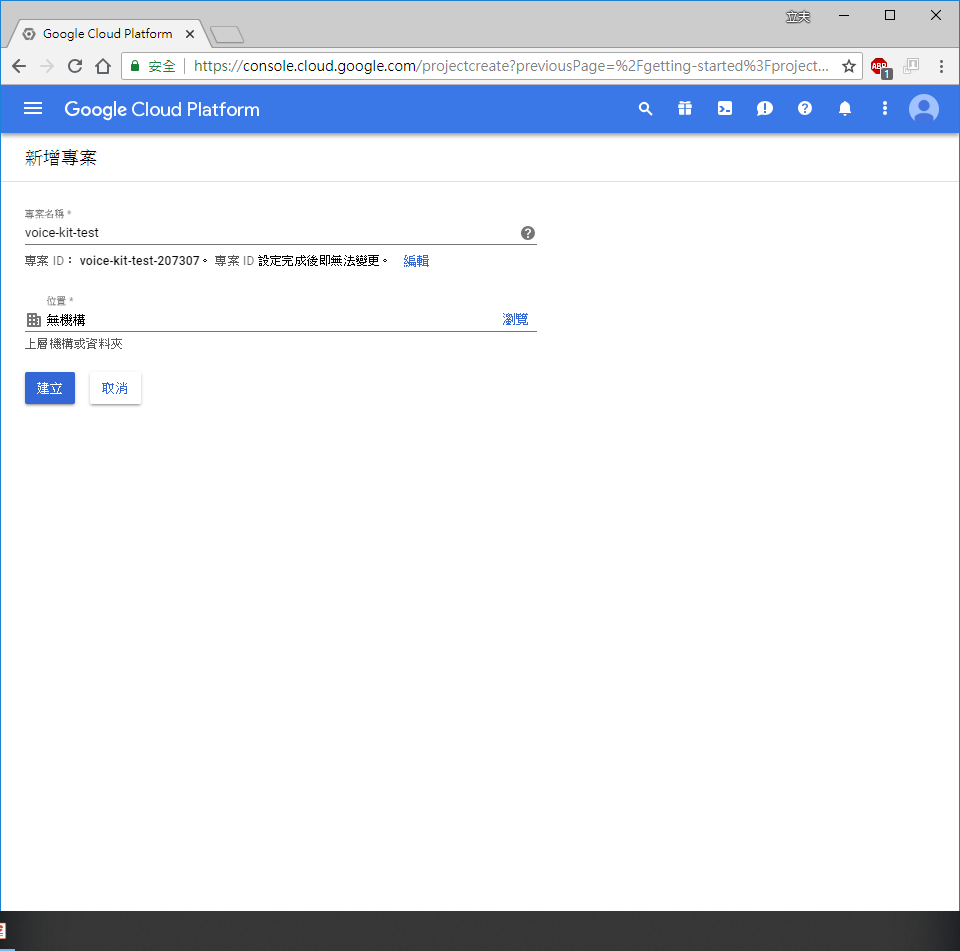 立夫
Google Cloud Platform
安全
https://console.cloud.google.com/projectcreate?previousPage=%2Fgetting-started%3Fproject...
ABP
1
Google Cloud Platform
新增專案
專案名稱 *
voice-kit-test
專案 ID： voice-kit-test-207307。 專案 ID 設定完成後即無法變更。 編輯
位置 *
無機構 瀏覽
上層機構或資料夾
建立 取消